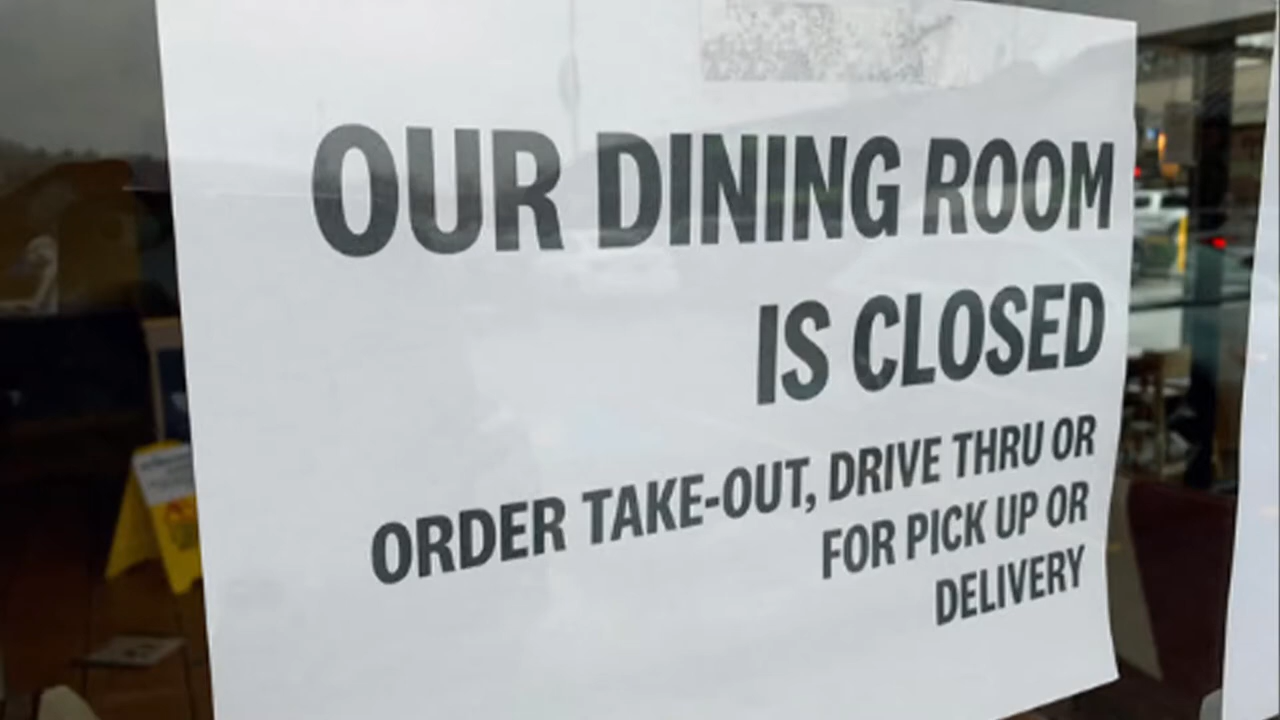 OUR DINING ROOM
IS CLOSED
ORDER TAKE-OUT, DRIVE THRU OR
FOR PICK UP OR
DELIVERY